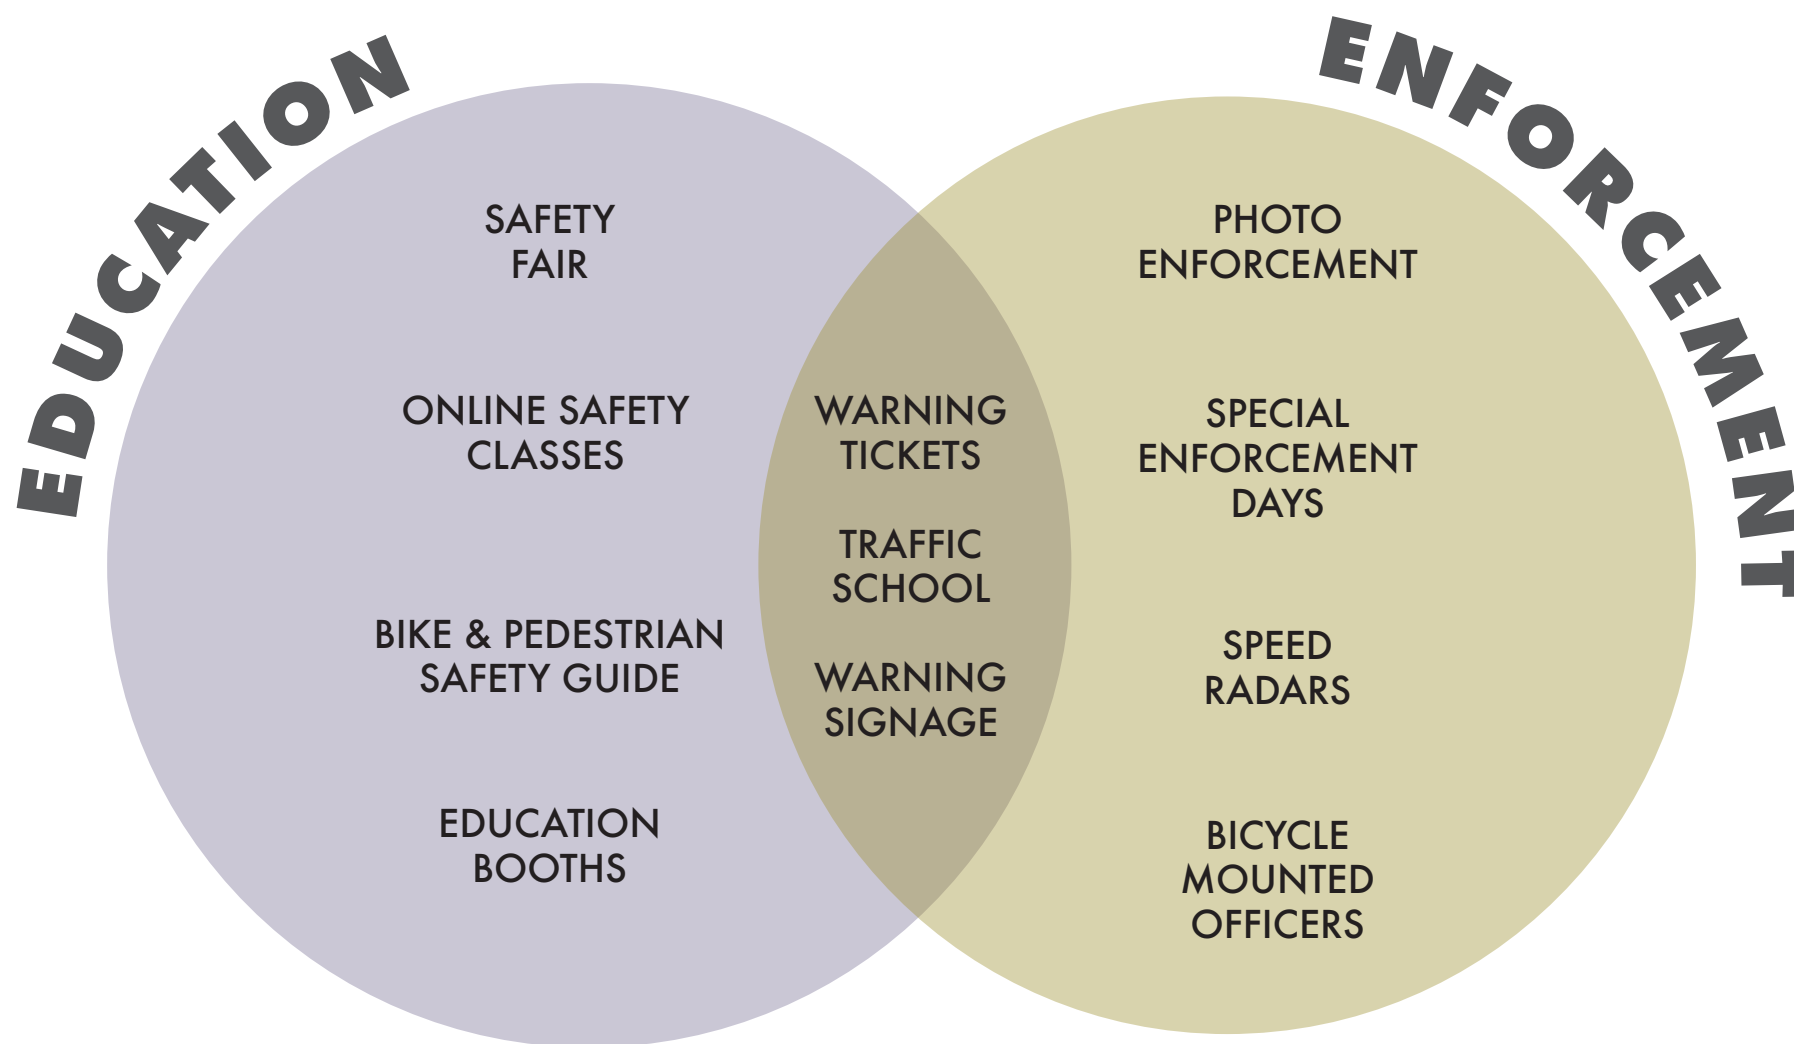 EDUCATION
SAFETY
FAIR
ONLINE SAFETY
CLASSES
BIKE & PEDESTRIAN
SAFETY GUIDE
EDUCATION
BOOTHS
WARNING
TICKETS
TRAFFIC
SCHOOL
WARNING
SIGNAGE
ENFORCEMENT
PHOTO
ENFORCEMENT
SPECIAL
ENFORCEMENT
DAYS
SPEED
RADARS
BICYCLE
MOUNTED
OFFICERS